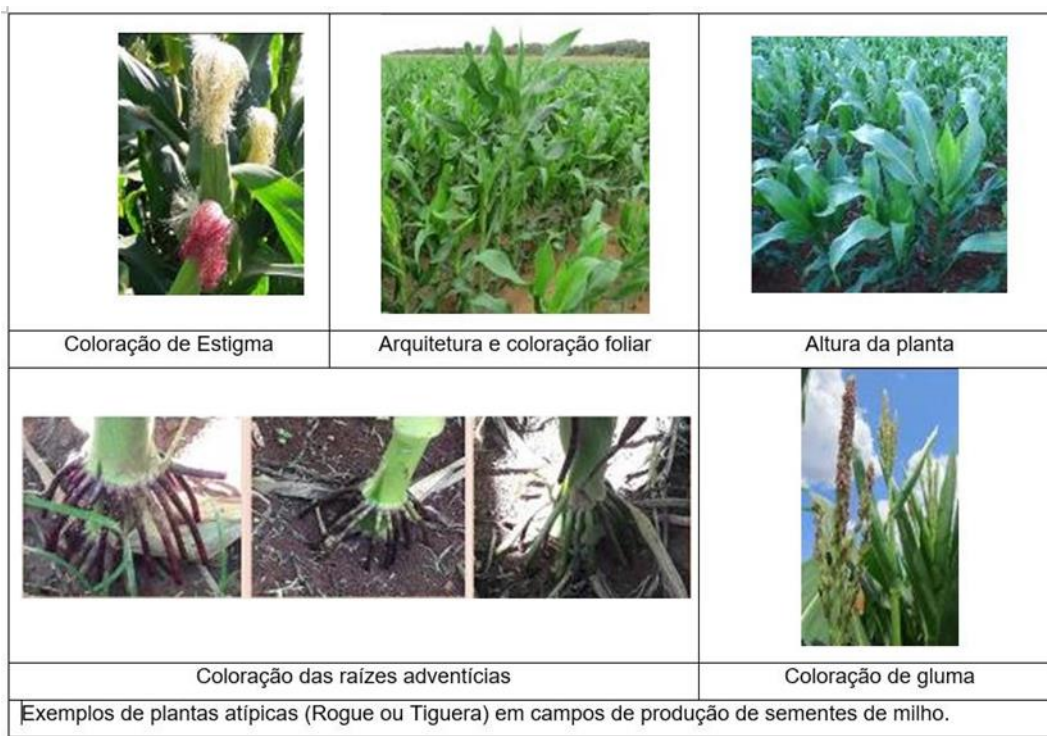 Coloração de Estigma
Arquitetura e coloração foliar
Altura da planta
Coloração das raízes adventícias
Coloração de gluma
Exemplos de plantas atípicas (Rogue ou Tiguera) em campos de produção de sementes de milho.